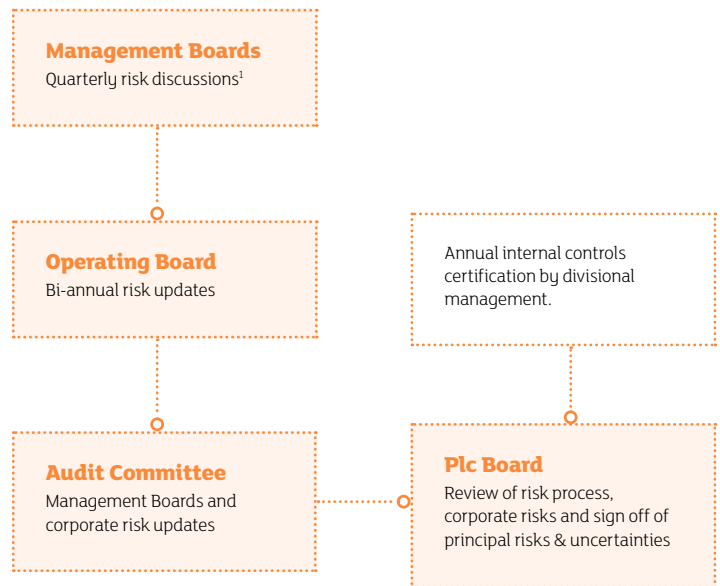 Management Boards
Quarterly risk discussions¹
Operating Board
Bi-annual risk updates
Annual internal controls
certification by divisional
management.
Audit Committee
Management Boards and
corporate risk updates
Plc Board
Review of risk process,
corporate risks and sign off of
principal risks & uncertainties